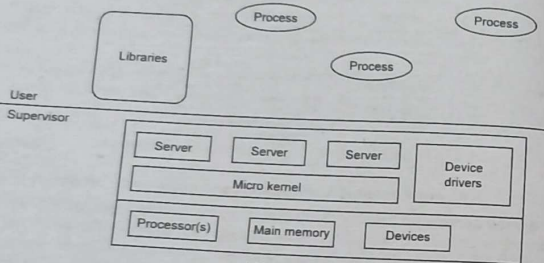 Process
Process
Libraries
Process
User
Supervisor
Server
Server
Server
Device
drivers
Micro kernel
Processor(s)
Main memory
Devices